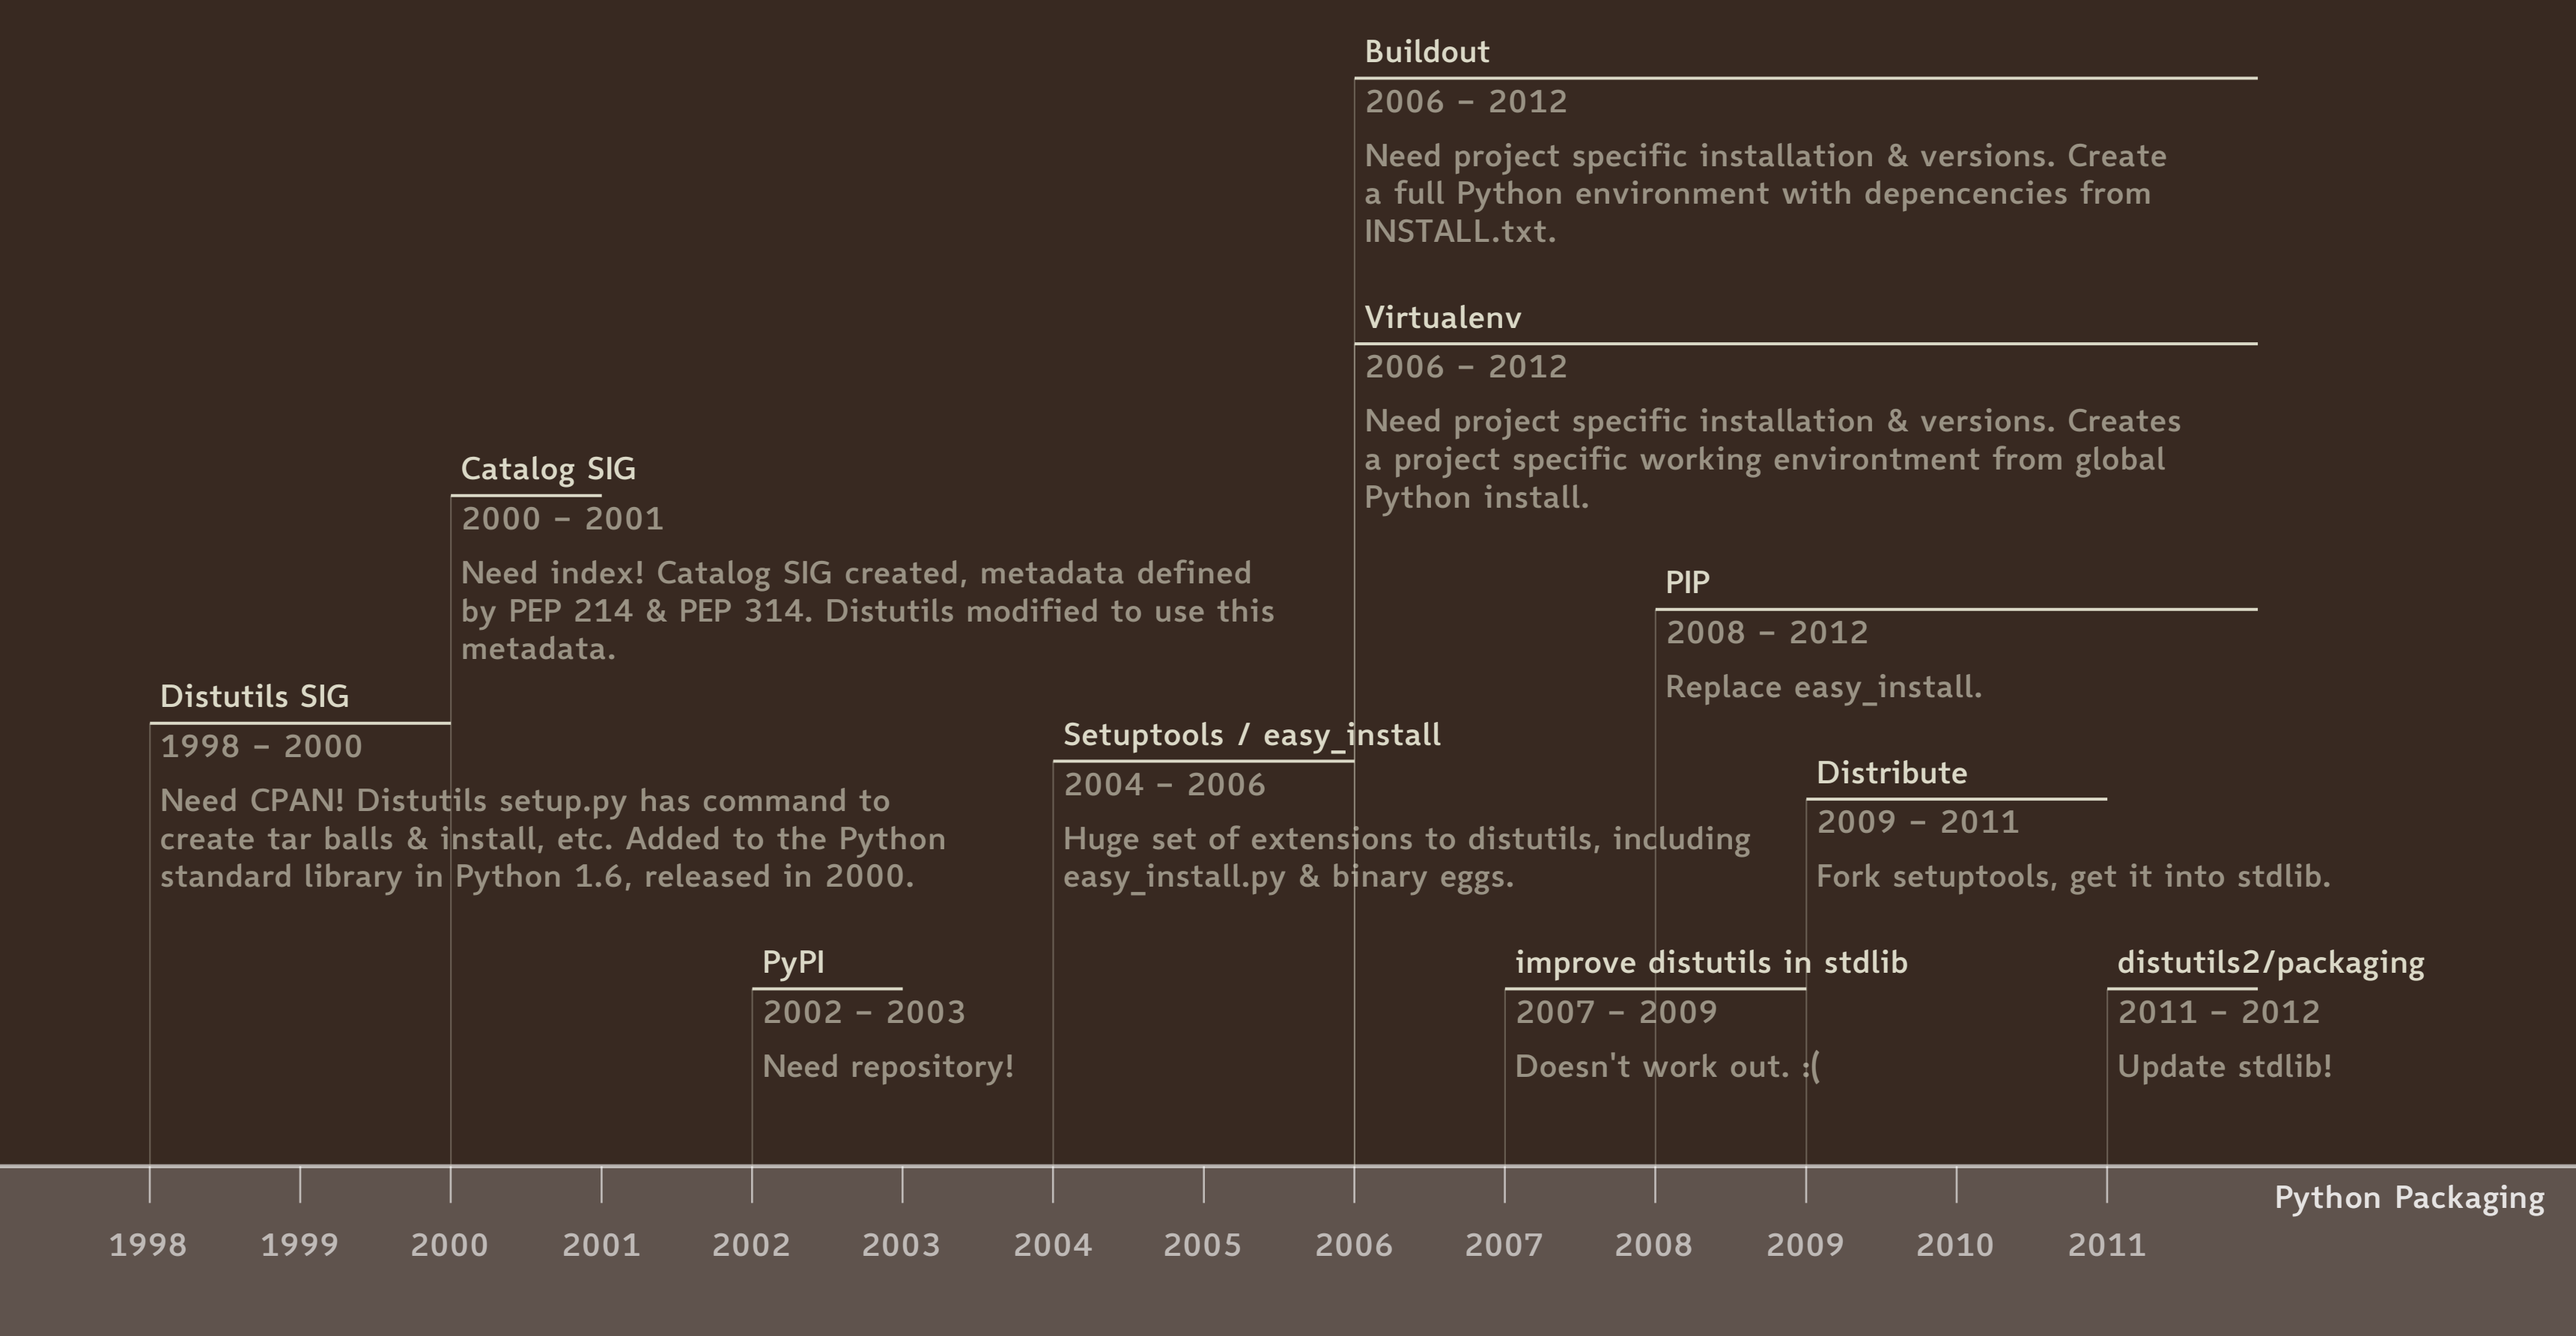 Buildout
2006 – 2012
Need project specific installation & versions. Create
a full Python environment with depencencies from
INSTALL.txt.
Virtualenv
2006 – 2012
Need project specific installation & versions. Creates
a project specific working environtment from global
Python install.
Catalog SIG
2000 – 2001
Need index! Catalog SIG created, metadata defined
by PEP 214 & PEP 314. Distutils modified to use this
metadata.
PIP
2008 – 2012
Replace easy_install.
Distutils SIG
1998 – 2000
Need CPAN! Distutils setup.py has command to
create tar balls & install, etc. Added to the Python
standard library in Python 1.6, released in 2000.
Setuptools / easy_install
2004 – 2006
Huge set of extensions to distutils, including
easy_install.py & binary eggs.
Distribute
2009 – 2011
Fork setuptools, get it into stdlib.
PyPI
2002 – 2003
Need repository!
improve distutils in stdlib
2007 – 2009
Doesn't work out. :(
distutils2/packaging
2011 – 2012
Update stdlib!
Python Packaging
1998 1999 2000 2001 2002 2003 2004 2005 2006 2007 2008 2009 2010 2011